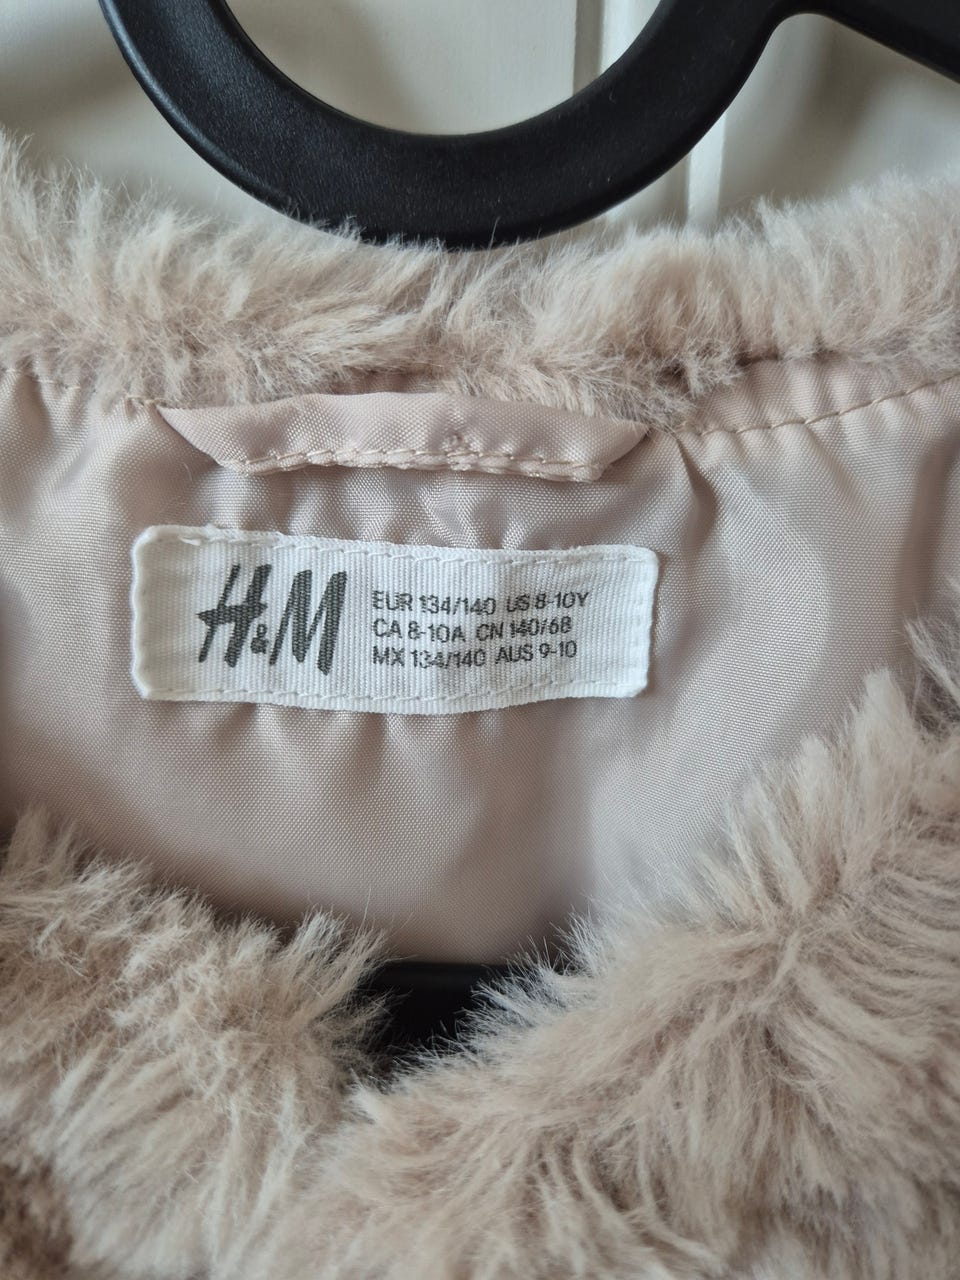 H&M
EUR 134/140 US 8-10Y
CA 8-10A CN 140/68
MX 134/140 AUS 9-10